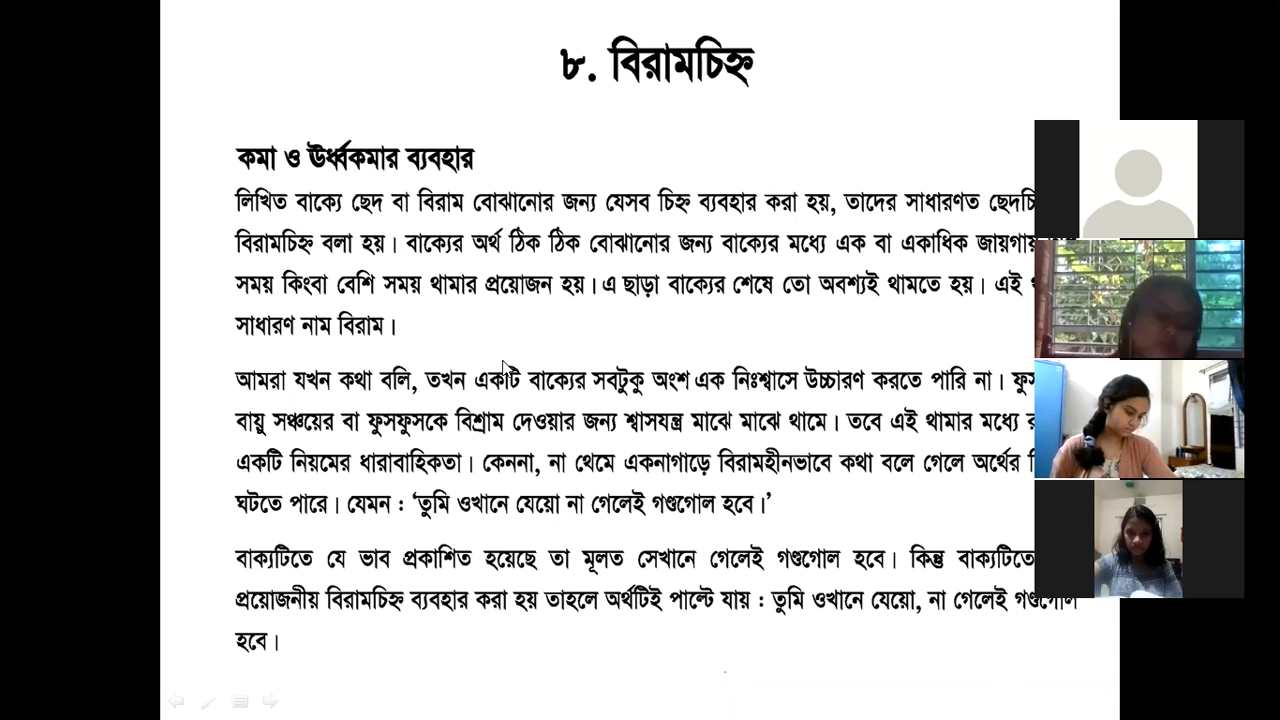 ৮. বিরামচিহ্ন
কমা ও ঊর্ধ্বকমার ব্যবহার
লিখিত বাক্যে ছেদ বা বিরাম বোঝানোর জন্য যেসব চিহ্ন ব্যবহার করা হয়, তাদের সাধারণত
বিরামচিহ্ন বলা হয়। বাক্যের অর্থ ঠিক ঠিক বোঝানোর জন্য বাক্যের মধ্যে এক বা একাধিক জায়গায়
সময় কিংবা বেশি সময় থামার প্রয়োজন হয়। এ ছাড়া বাক্যের শেষে তো অবশ্যই থামতে হয়। এই
সাধারণ নাম বিরাম।
আমরা যখন কথা বলি, তখন একটি বাক্যের সবটুকু অংশ এক নিঃশ্বাসে উচ্চারণ করতে পারি না।
বায়ু সঞ্চয়ের বা ফুসফুসকে বিশ্রাম দেওয়ার জন্য শ্বাসযন্ত্র মাঝে মাঝে থামে। তবে এই থামার মধ্যে
একটি নিয়মের ধারাবাহিকতা। কেননা, না থেমে একনাগাড়ে বিরামহীনভাবে কথা বলে গেলে অর্থের
ঘটতে পারে। যেমন : ‘তুমি ওখানে যেয়ো না গেলেই গণ্ডগোল হবে।’
বাক্যটিতে যে ভাব প্রকাশিত হয়েছে তা মূলত সেখানে গেলেই গণ্ডগোল হবে। কিন্তু বাক্যটিতে
প্রয়োজনীয় বিরামচিহ্ন ব্যবহার করা হয় তাহলে অর্থটিই পাল্টে যায় : তুমি ওখানে যেয়ো, না গেলেই গণ্ডগোল
হবে।